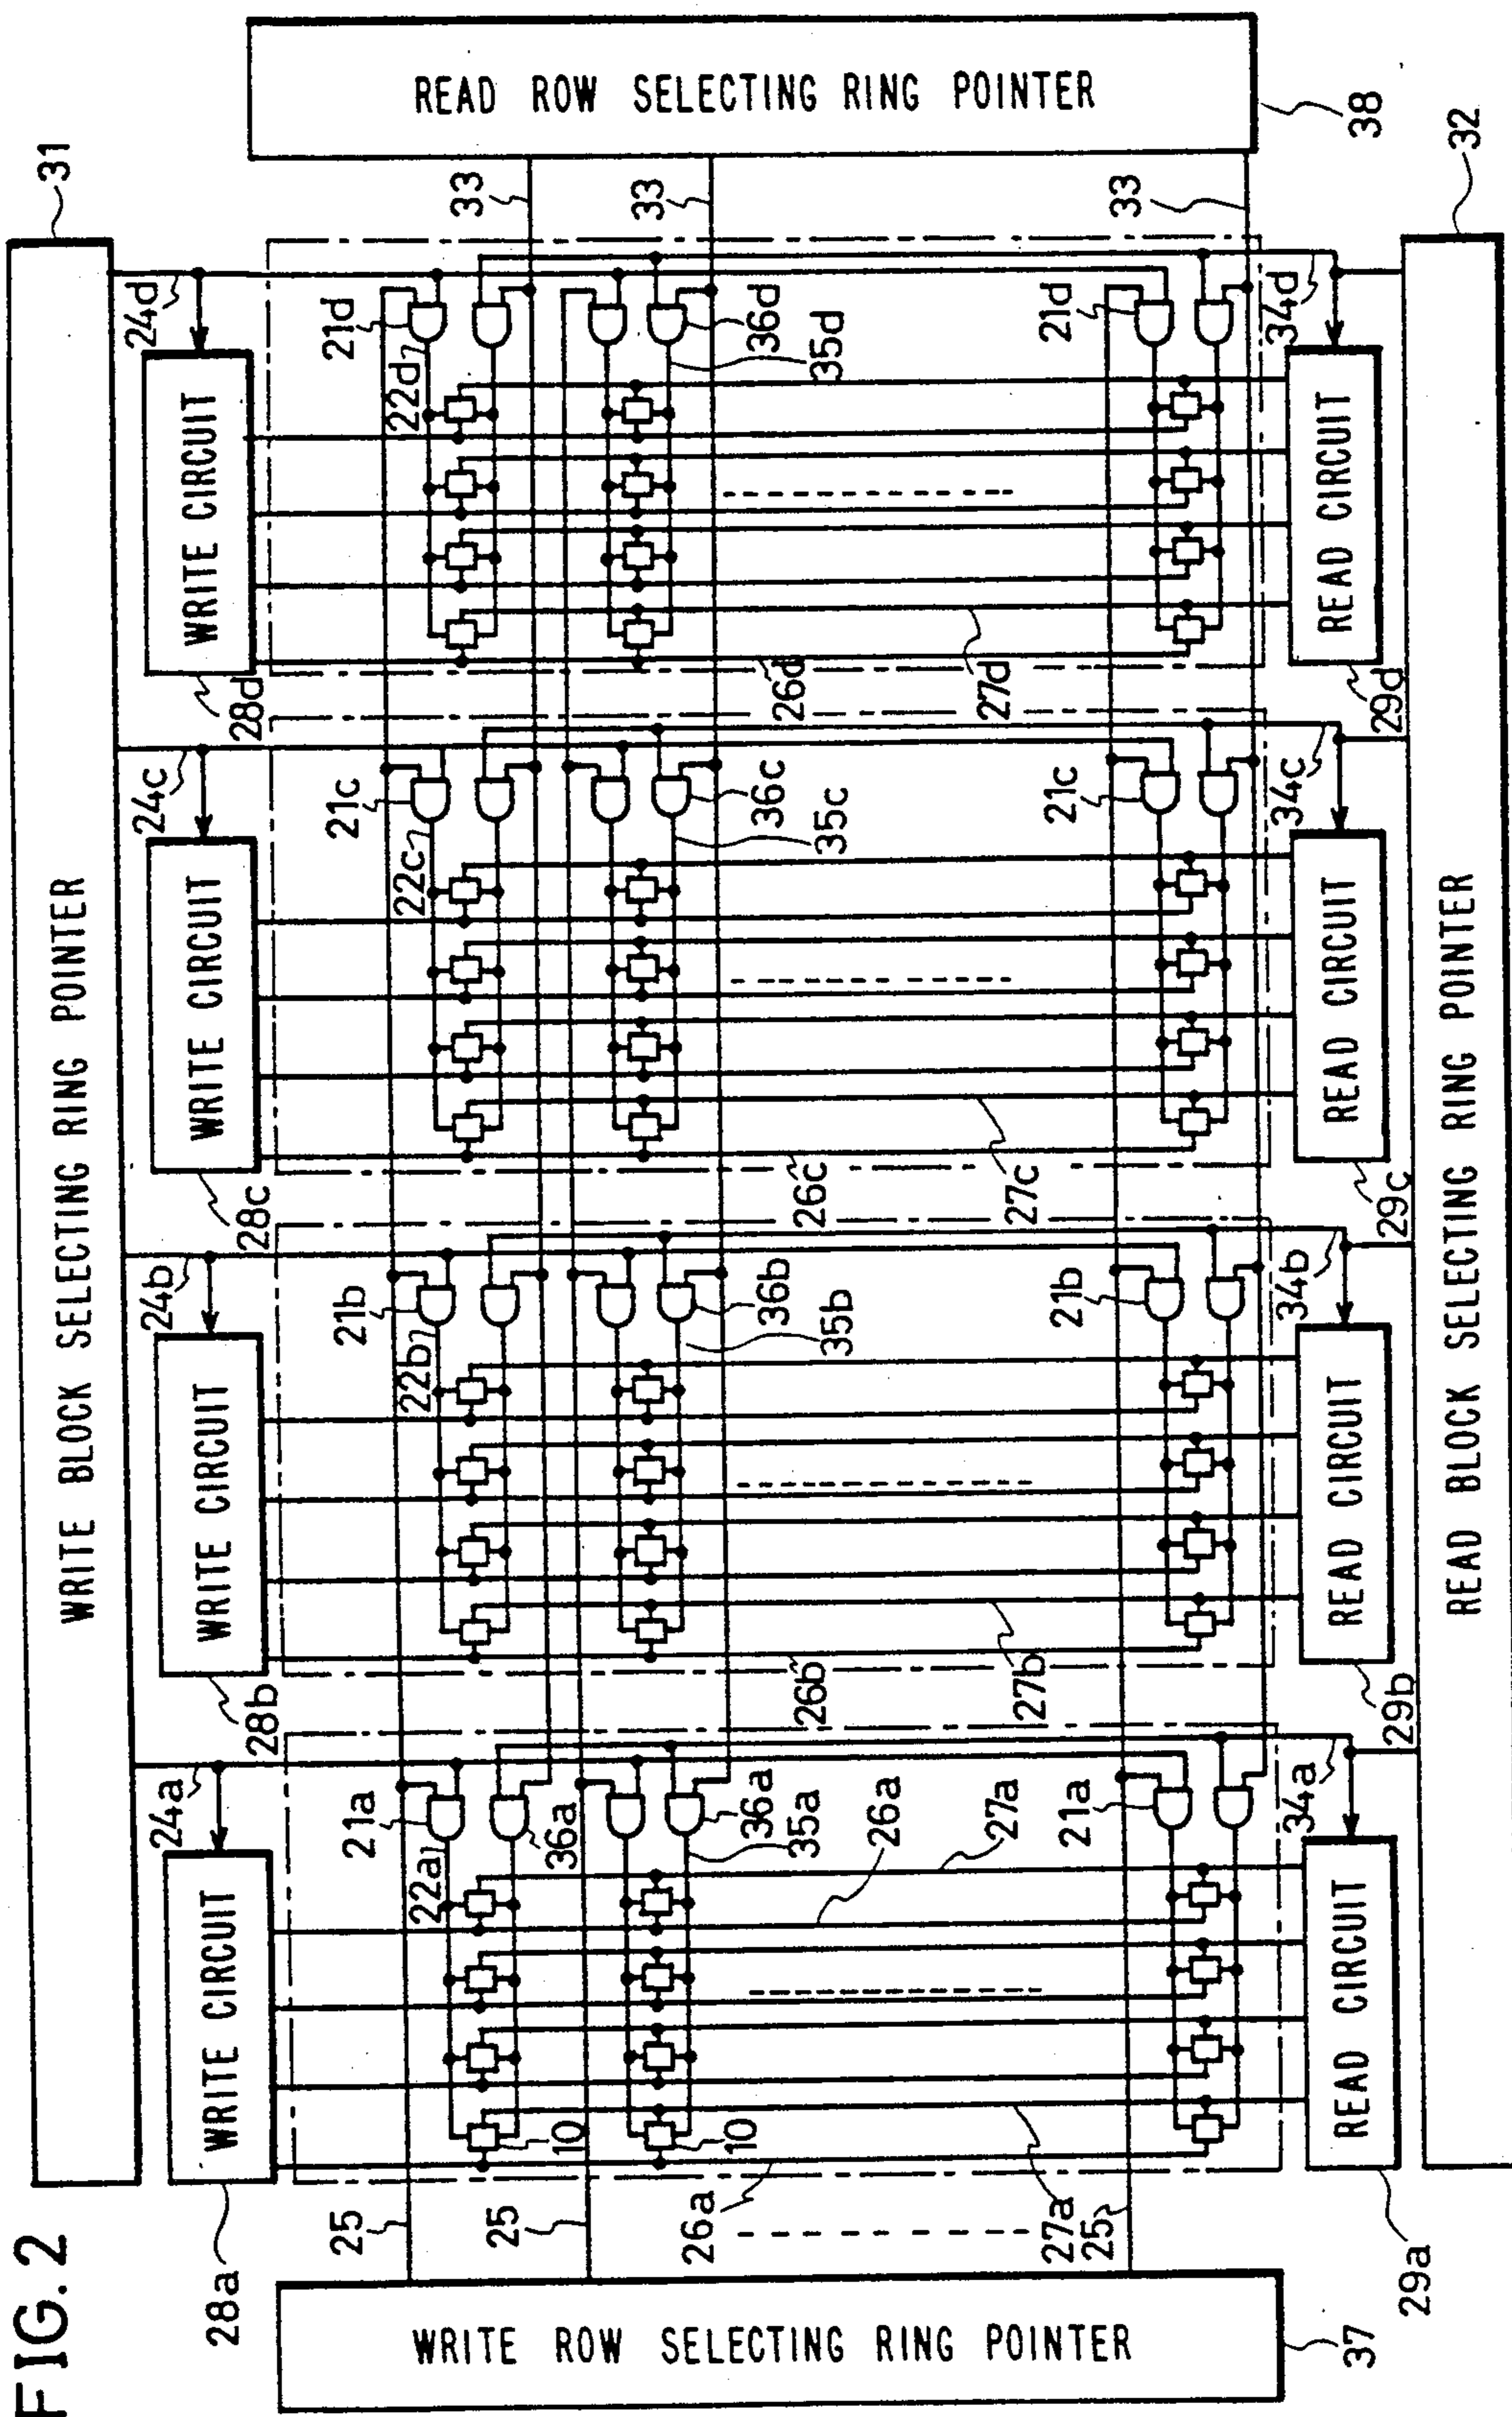 FIG. 2
WRITE BLOCK SELECTING RING POINTER
31
28a
WRITE CIRCUIT
24a
28b
WRITE CIRCUIT
24b
28c
WRITE CIRCUIT
24c
28d
WRITE CIRCUIT
24d
25
22a
21a
22b
21b
22c
21c
22d
21d
33
10
36a
25
10
35a
36a
35b
36b
35c
36c
35d
36d
33
26a
26a
26b
26c
26d
27a
27a
27b
27c
27d
25
21a
21b
21c
21d
33
34a
34b
34c
34d
29a
READ CIRCUIT
29b
READ CIRCUIT
29c
READ CIRCUIT
29d
READ CIRCUIT
READ BLOCK SELECTING RING POINTER
32
WRITE ROW SELECTING RING POINTER
37
READ ROW SELECTING RING POINTER
38